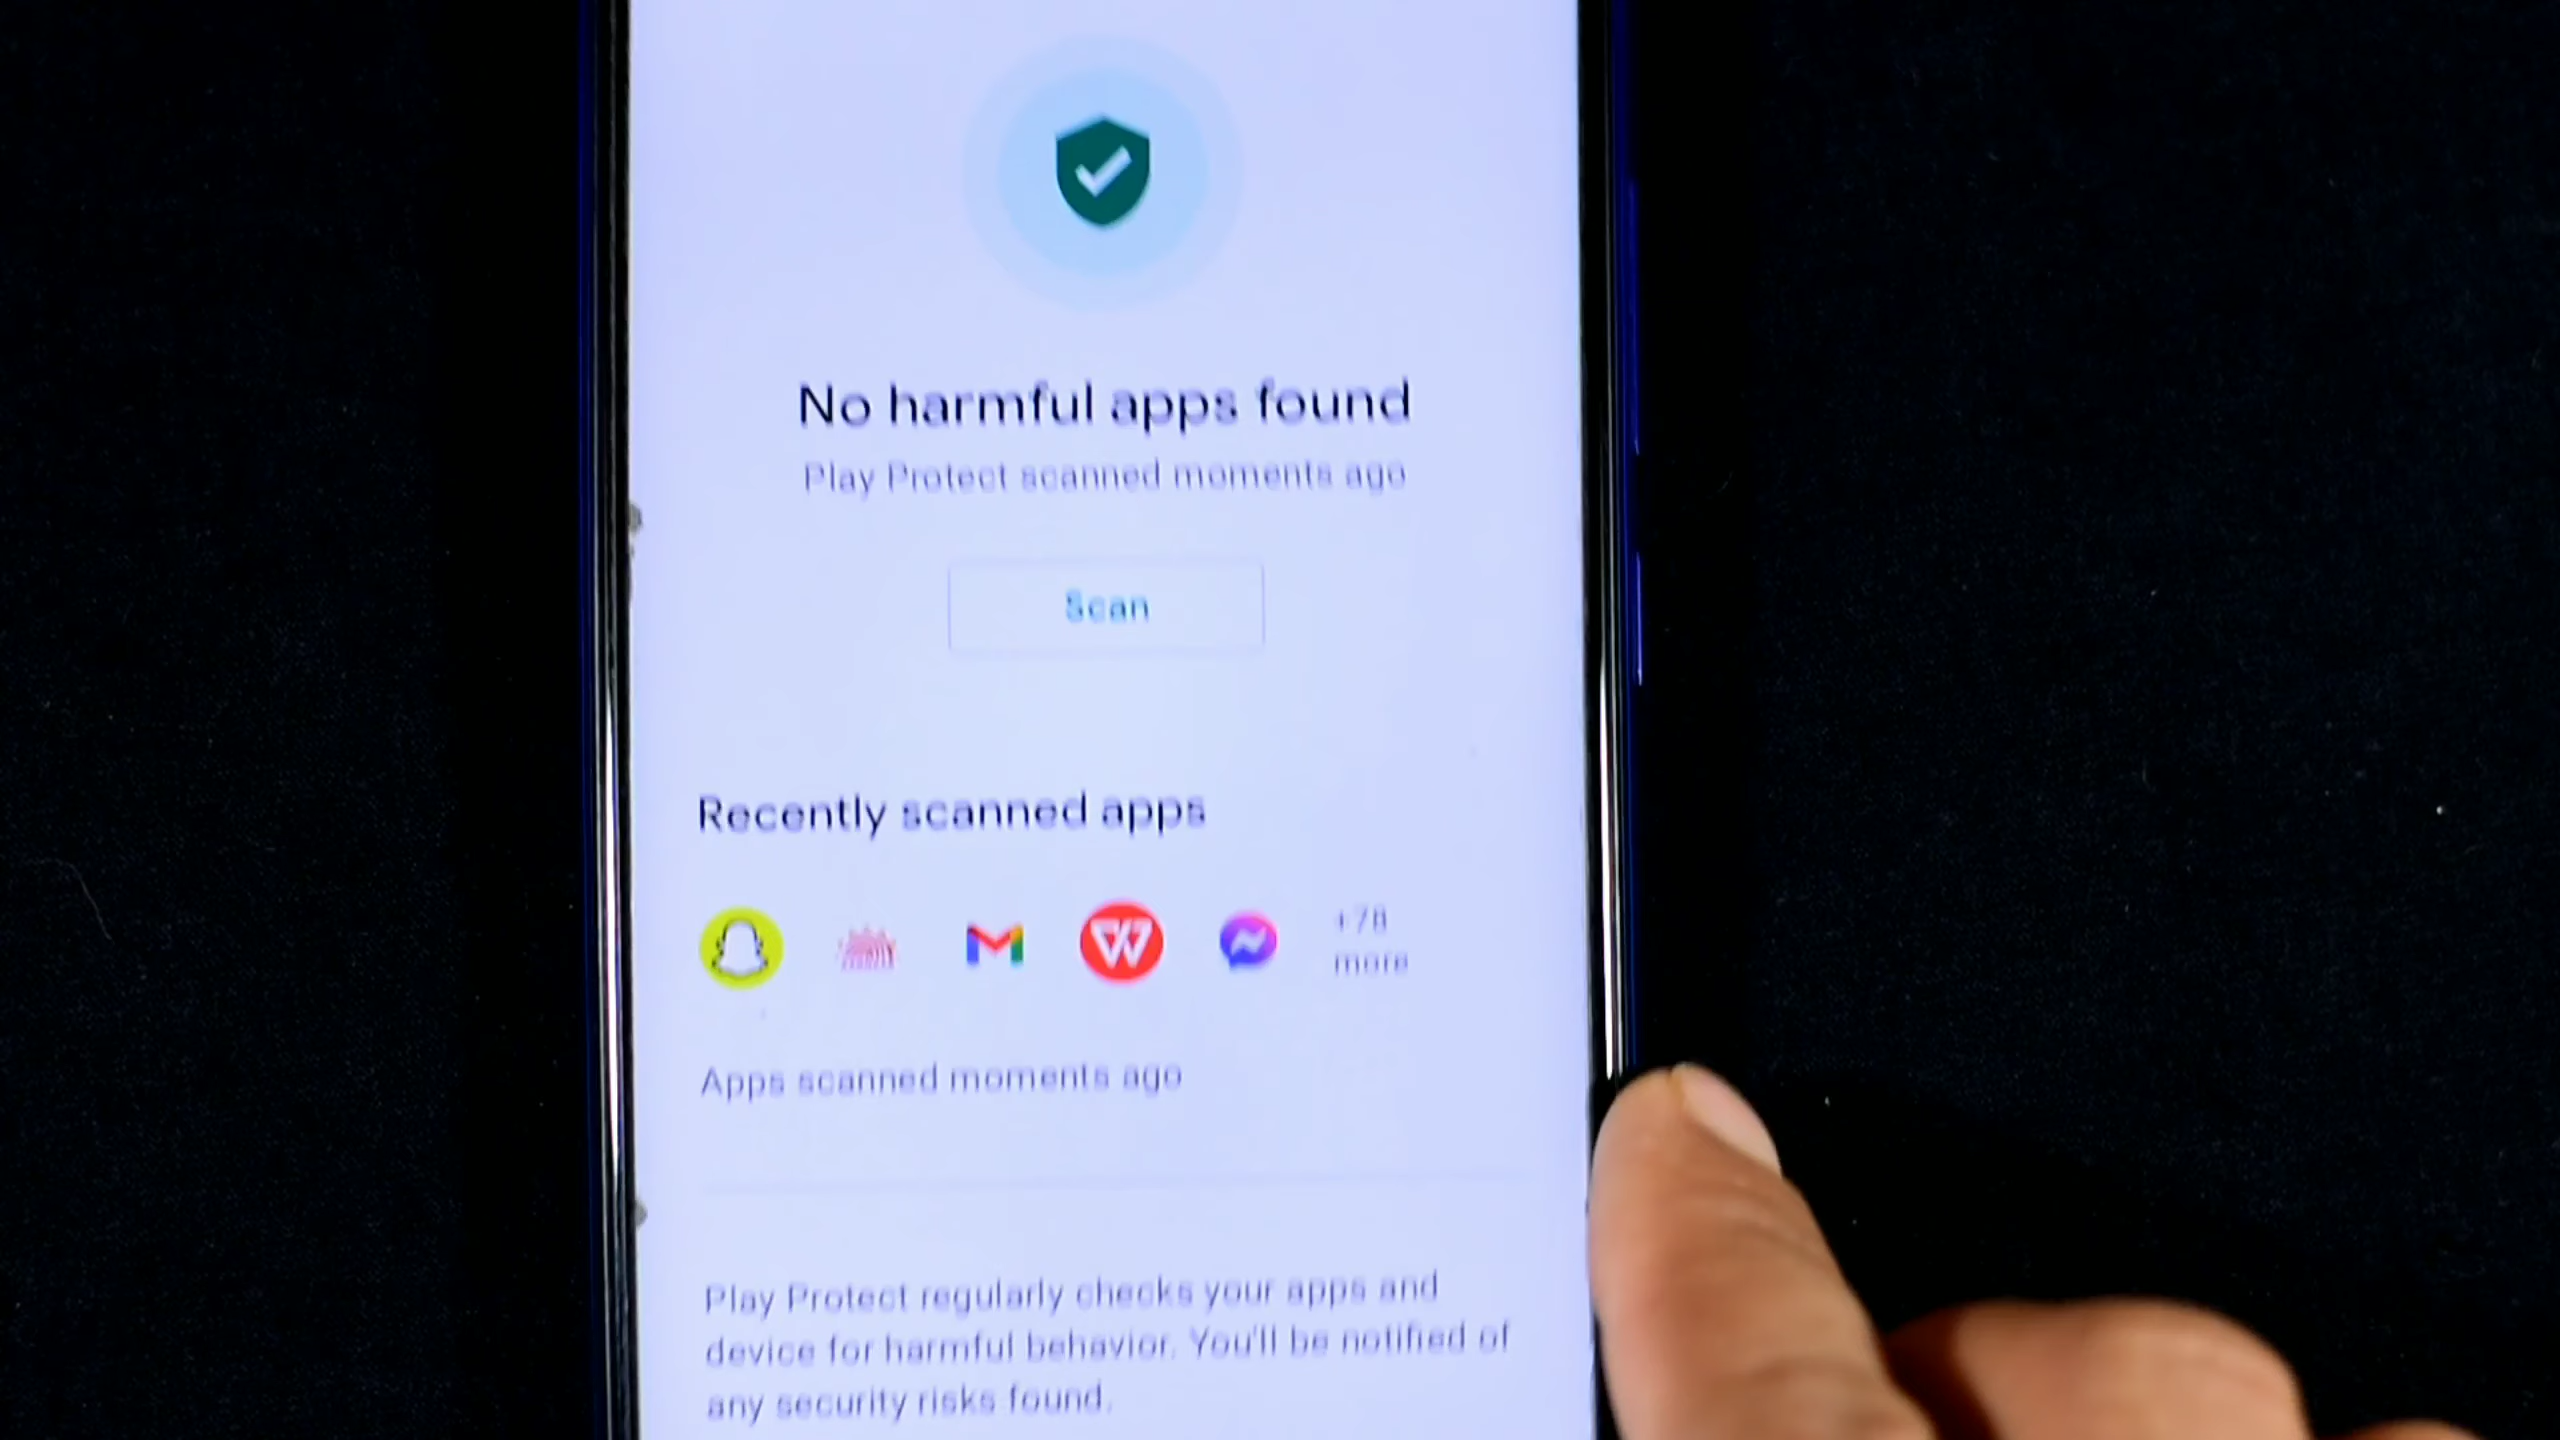 No harmful apps found
Play Protect scanned moments ago
Scan
Recently scanned apps
+78
more
Apps scanned moments ago
Play Protect regularly checks your apps and
device for harmful behavior. You'll be notified of
any security risks found.